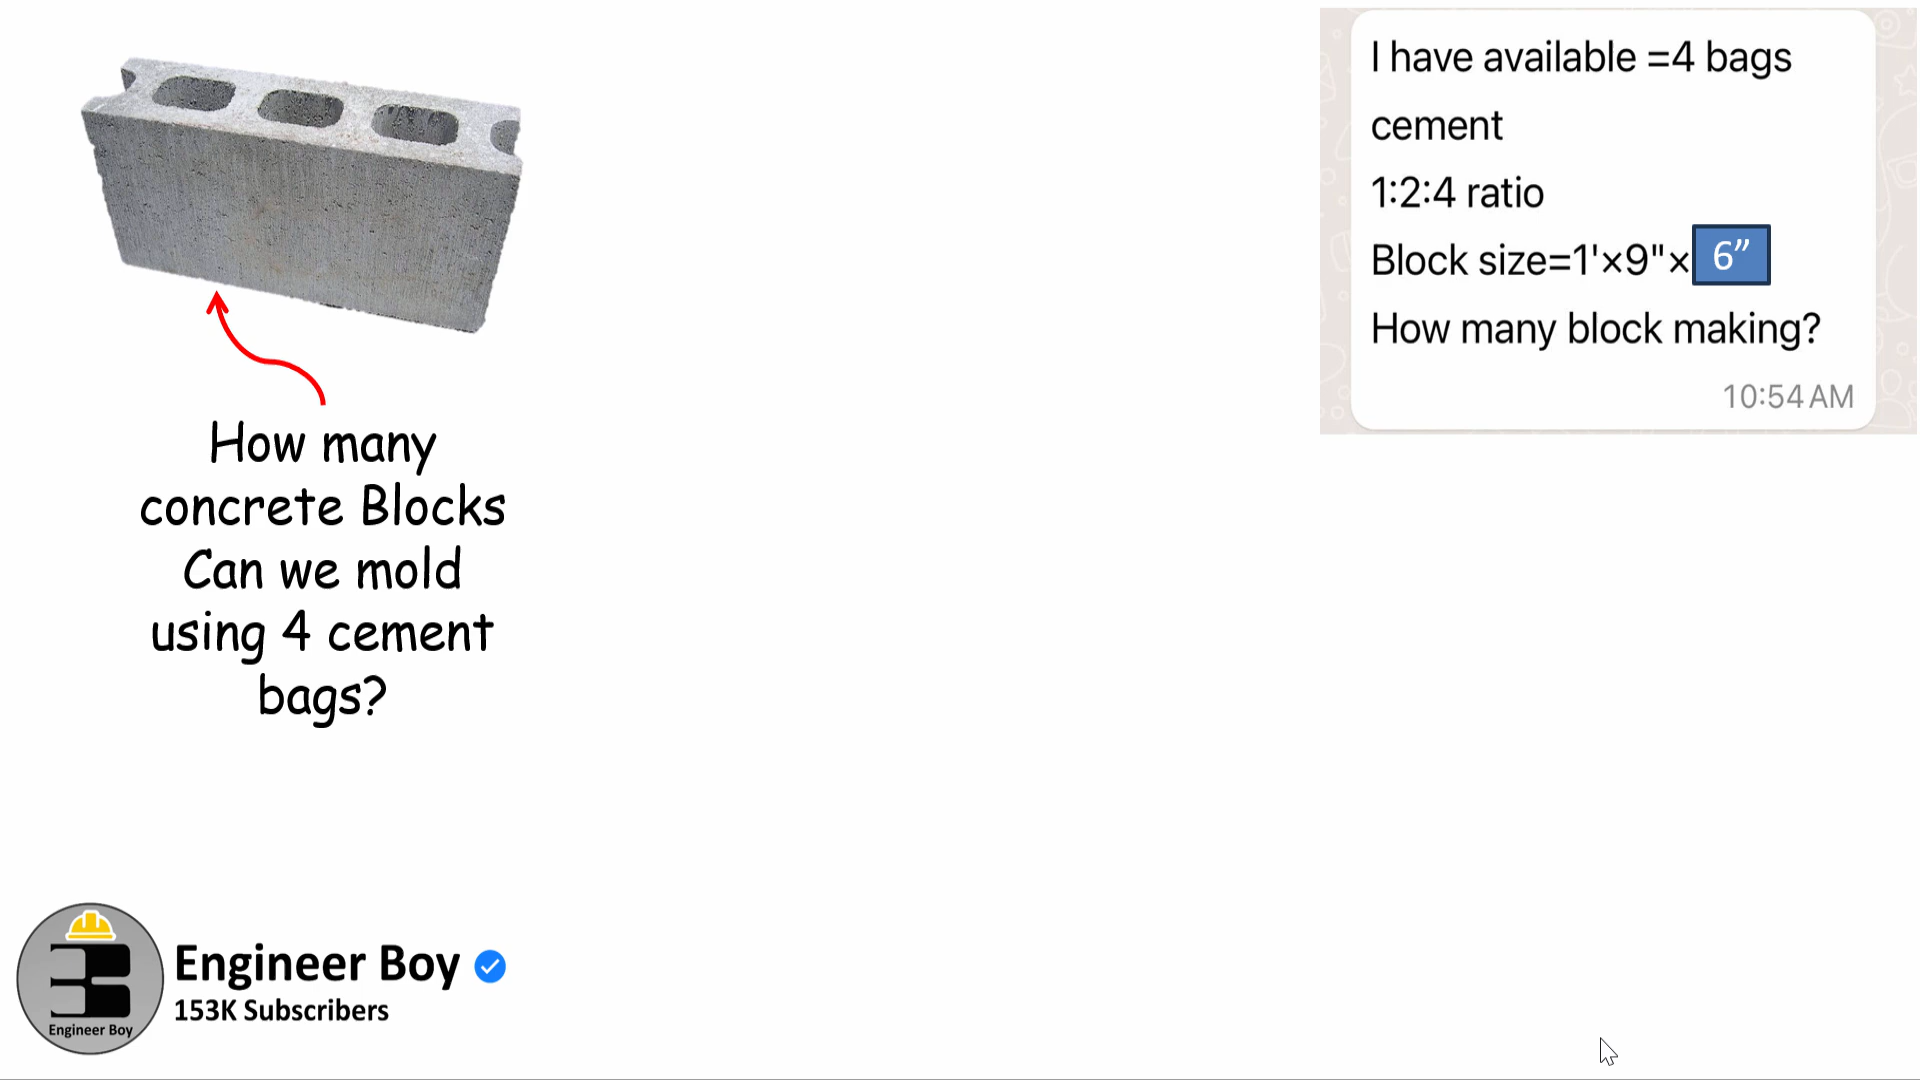 I have available =4 bags
cement
1:2:4 ratio
Block size=1'×9"×6”
How many block making?
10:54 AM
How many
concrete Blocks
Can we mold
using 4 cement
bags?
Engineer Boy
Engineer Boy
153K Subscribers